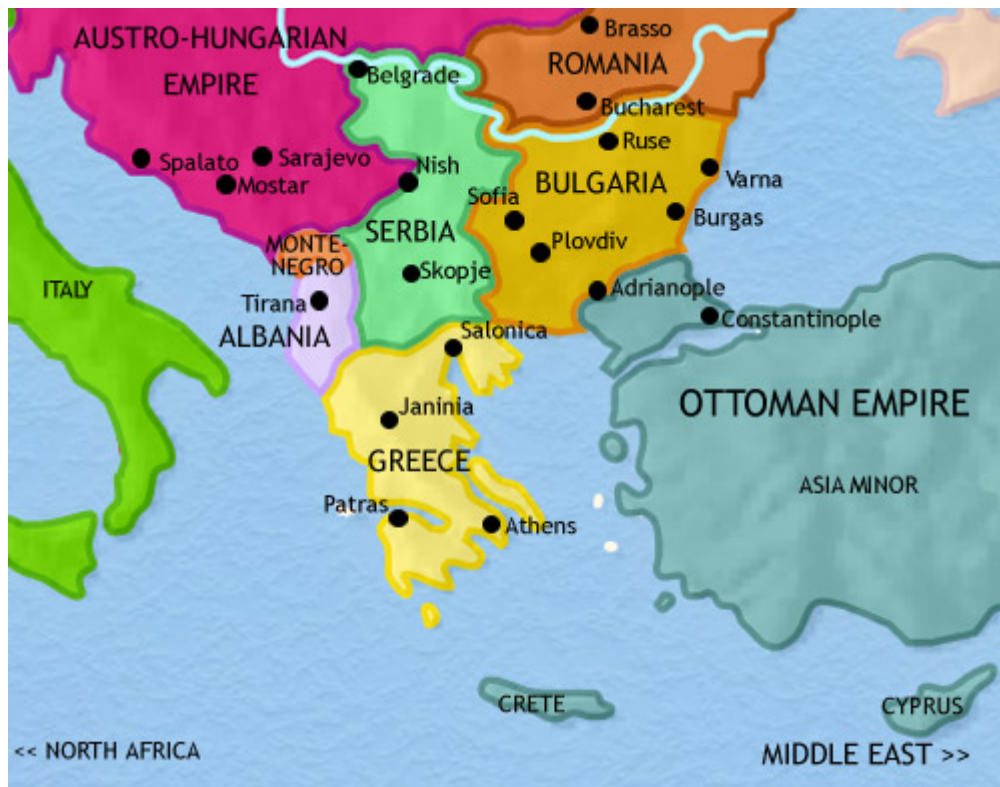 Brasso
AUSTRO-HUNGARIAN
EMPIRE
ROMANIA
Belgrade
Bucharest
Ruse
Spalato
Sarajevo
Nish
Mostar
BULGARIA
Varna
Sofia
Burgas
SERBIA
Plovdiv
MONTE-
NEGRO
Skopje
ITALY
Adrianople
Tirana
Constantinople
ALBANIA
Salonica
OTTOMAN EMPIRE
Janinia
GREECE
ASIA MINOR
Patras
Athens
CRETE
CYPRUS
<< NORTH AFRICA
MIDDLE EAST >>